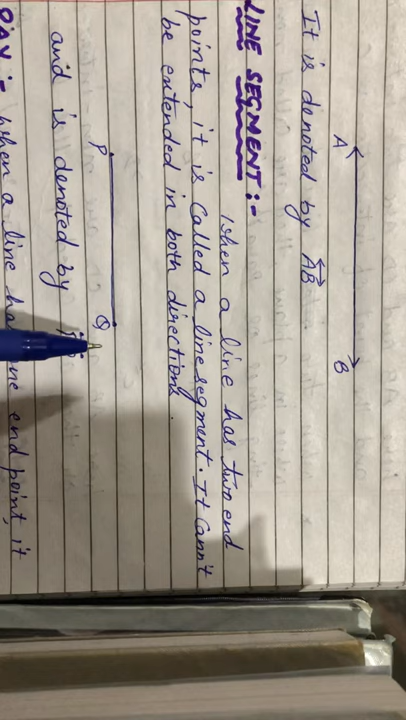 A B
It is denoted by AB
LINE SEGMENT :-
When a line has two end
points, it is called a line segment. It cann't
be extended in both directions.
P Q
and is denoted by
RAY :- When a line has one end point, it